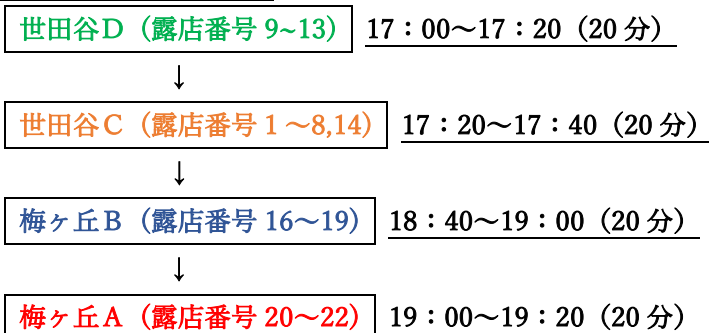 世田谷D（露店番号 9~13） 17：00～17：20（20 分）
↓
世田谷C（露店番号 1 ～8,14） 17：20～17：40（20 分）
↓
梅ヶ丘B（露店番号 16～19） 18：40～19：00（20 分）
↓
梅ヶ丘A（露店番号 20～22） 19：00～19：20（20 分）